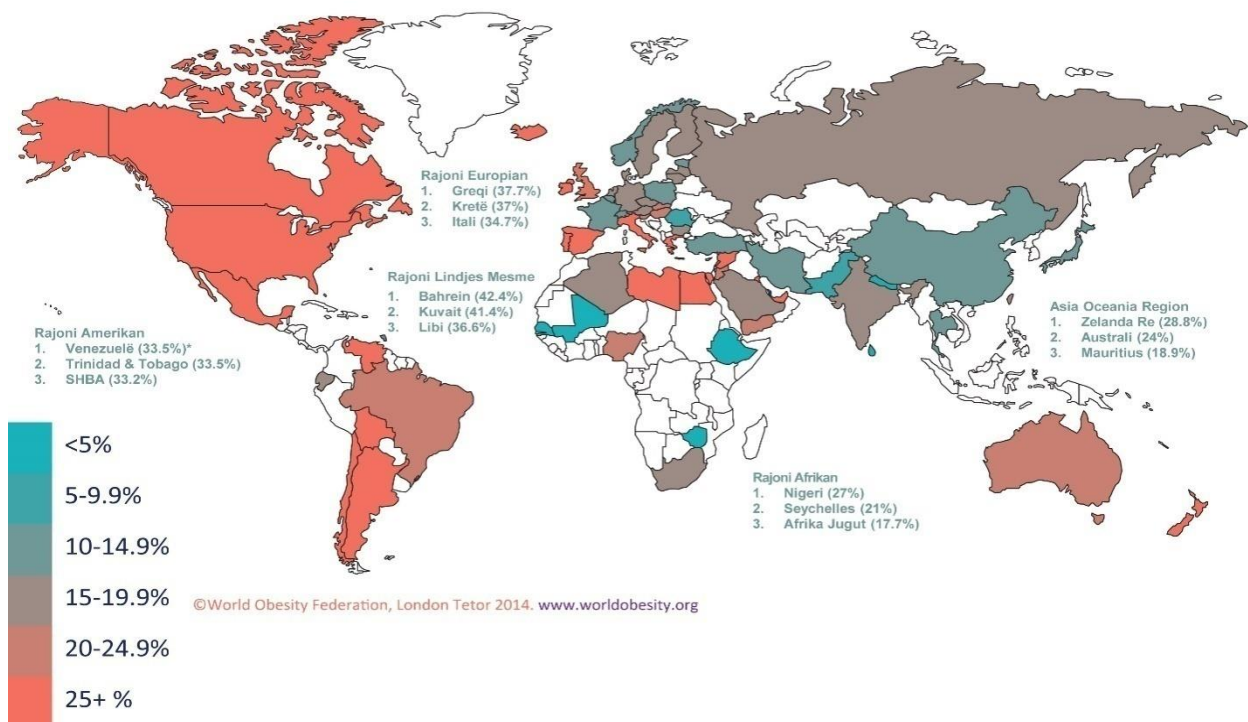 Rajoni Europian
1. Greqi (37.7%)
2. Kretë (37%)
3. Itali (34.7%)
Rajoni Lindjes Mesme
1. Bahrein (42.4%)
2. Kuvait (41.4%)
3. Libi (36.6%)
Rajoni Amerikan
1. Venezuelë (33.5%)*
2. Trinidad & Tobago (33.5%)
3. SHBA (33.2%)
Asia Oceania Region
1. Zelanda Re (28.8%)
2. Australi (24%)
3. Mauritius (18.9%)
Rajoni Afrikan
1. Nigeri (27%)
2. Seychelles (21%)
3. Afrika Jugut (17.7%)
<5%
5-9.9%
10-14.9%
15-19.9%
20-24.9%
25+ %
©World Obesity Federation, London Tetor 2014. www.worldobesity.org